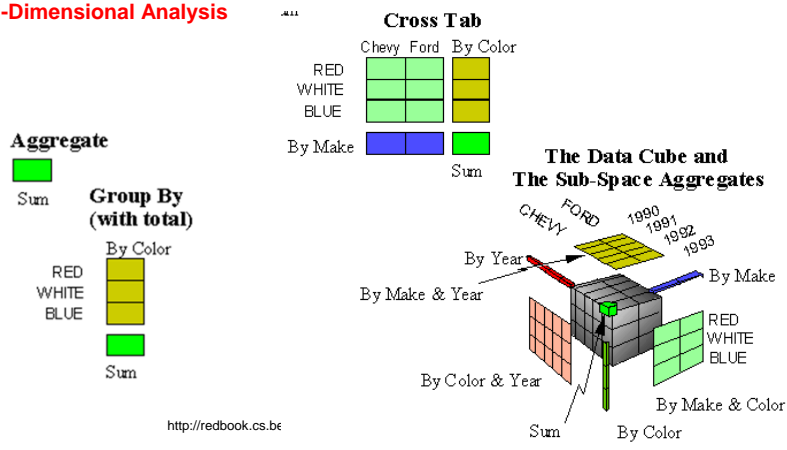 -Dimensional Analysis
Cross Tab
Chevy Ford By Color
RED
WHITE
BLUE
By Make
Sum
Aggregate
Sum
Group By
(with total)
By Color
RED
WHITE
BLUE
Sum
The Data Cube and
The Sub-Space Aggregates
CHEVY
FORD
1990
1991
1992
1993
By Year
By Make
By Make & Year
RED
WHITE
BLUE
By Color & Year
By Make & Color
Sum
By Color
http://redbook.cs.be